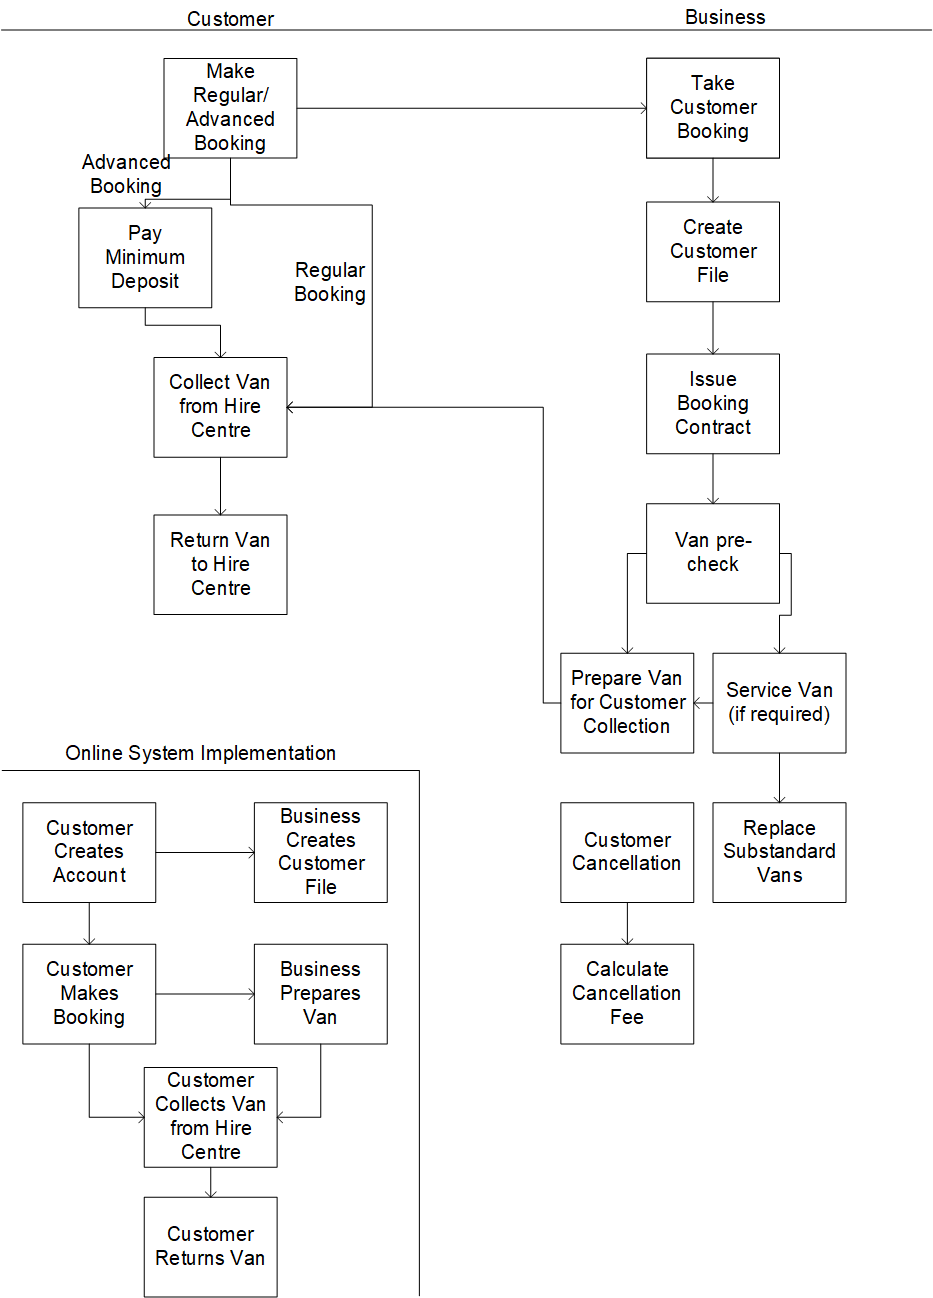 Customer
Business
Make
Regular/
Advanced
Booking
Take
Customer
Booking
Advanced
Booking
Pay
Minimum
Deposit
Create
Customer
File
Regular
Booking
Collect Van
from Hire
Centre
Issue
Booking
Contract
Return Van
to Hire
Centre
Van pre-
check
Prepare Van
for Customer
Collection
Service Van
(if required)
Customer
Cancellation
Replace
Substandard
Vans
Calculate
Cancellation
Fee
Online System Implementation
Customer
Creates
Account
Business
Creates
Customer
File
Customer
Makes
Booking
Business
Prepares
Van
Customer
Collects Van
from Hire
Centre
Customer
Returns Van